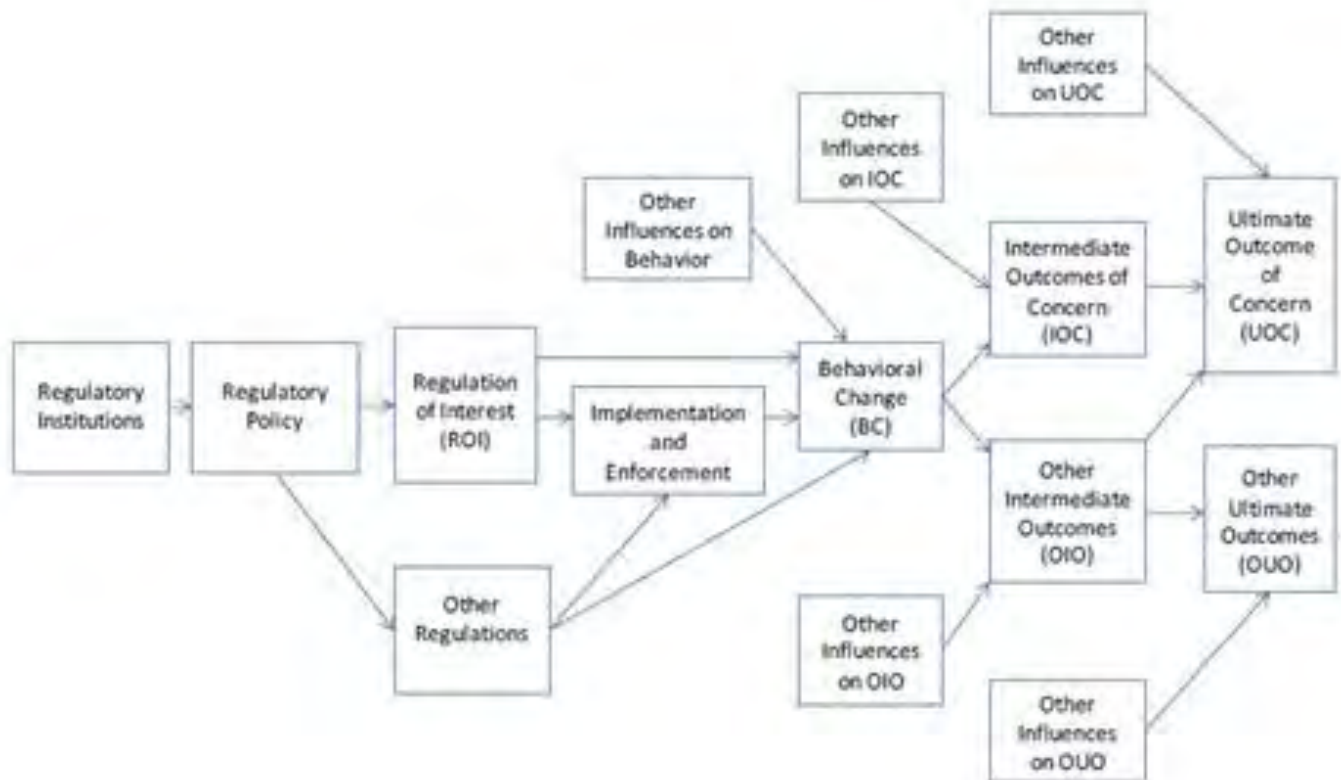 Other
Influences
on UOC
Other
Influences
on IOC
Other
Influences on
Behavior
Intermediate
Outcomes of
Concern
(IOC)
Ultimate
Outcome
of
Concern
(UOC)
Regulatory
Institutions
Regulatory
Policy
Regulation
of Interest
(ROI)
Implementation
and
Enforcement
Behavioral
Change
(BC)
Other
Intermediate
Outcomes
(OIO)
Other
Ultimate
Outcomes
(OUO)
Other
Regulations
Other
Influences
on OIO
Other
Influences
on OUO